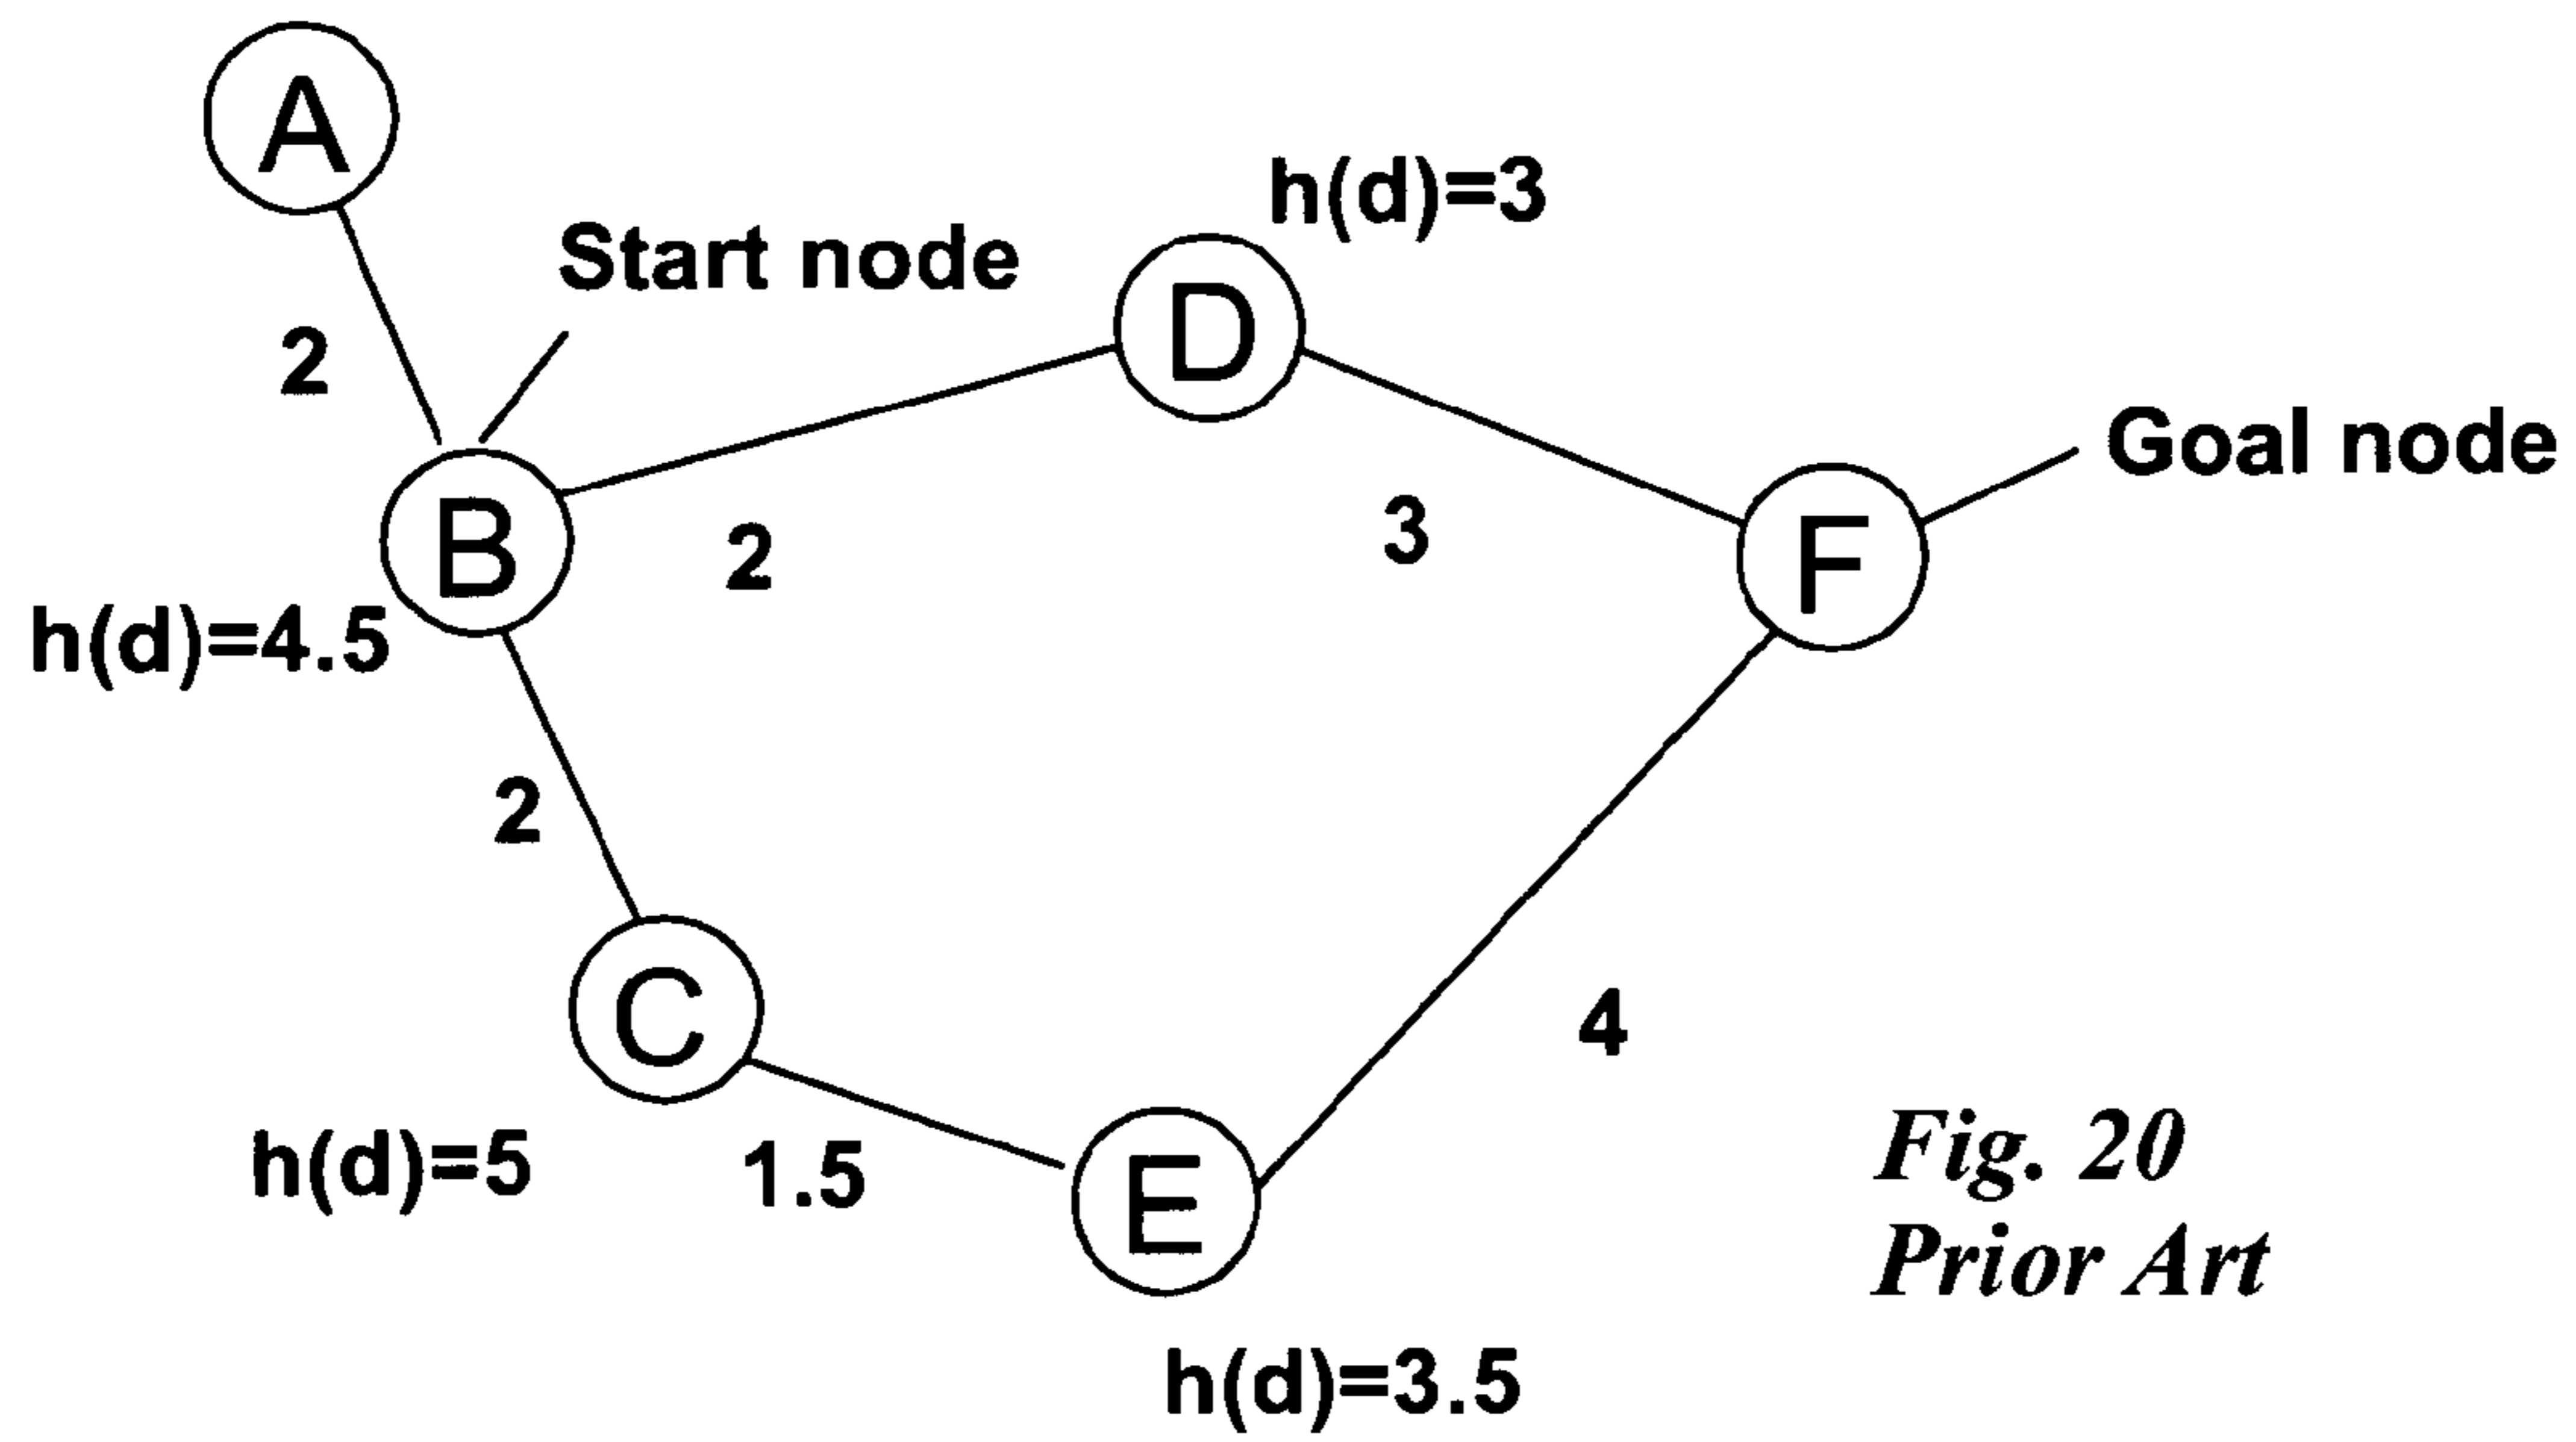 A
h(d)=3
Start node
D
2
Goal node
B
2
3
F
h(d)=4.5
2
C
4
h(d)=5
1.5
E
Fig. 20
Prior Art
h(d)=3.5